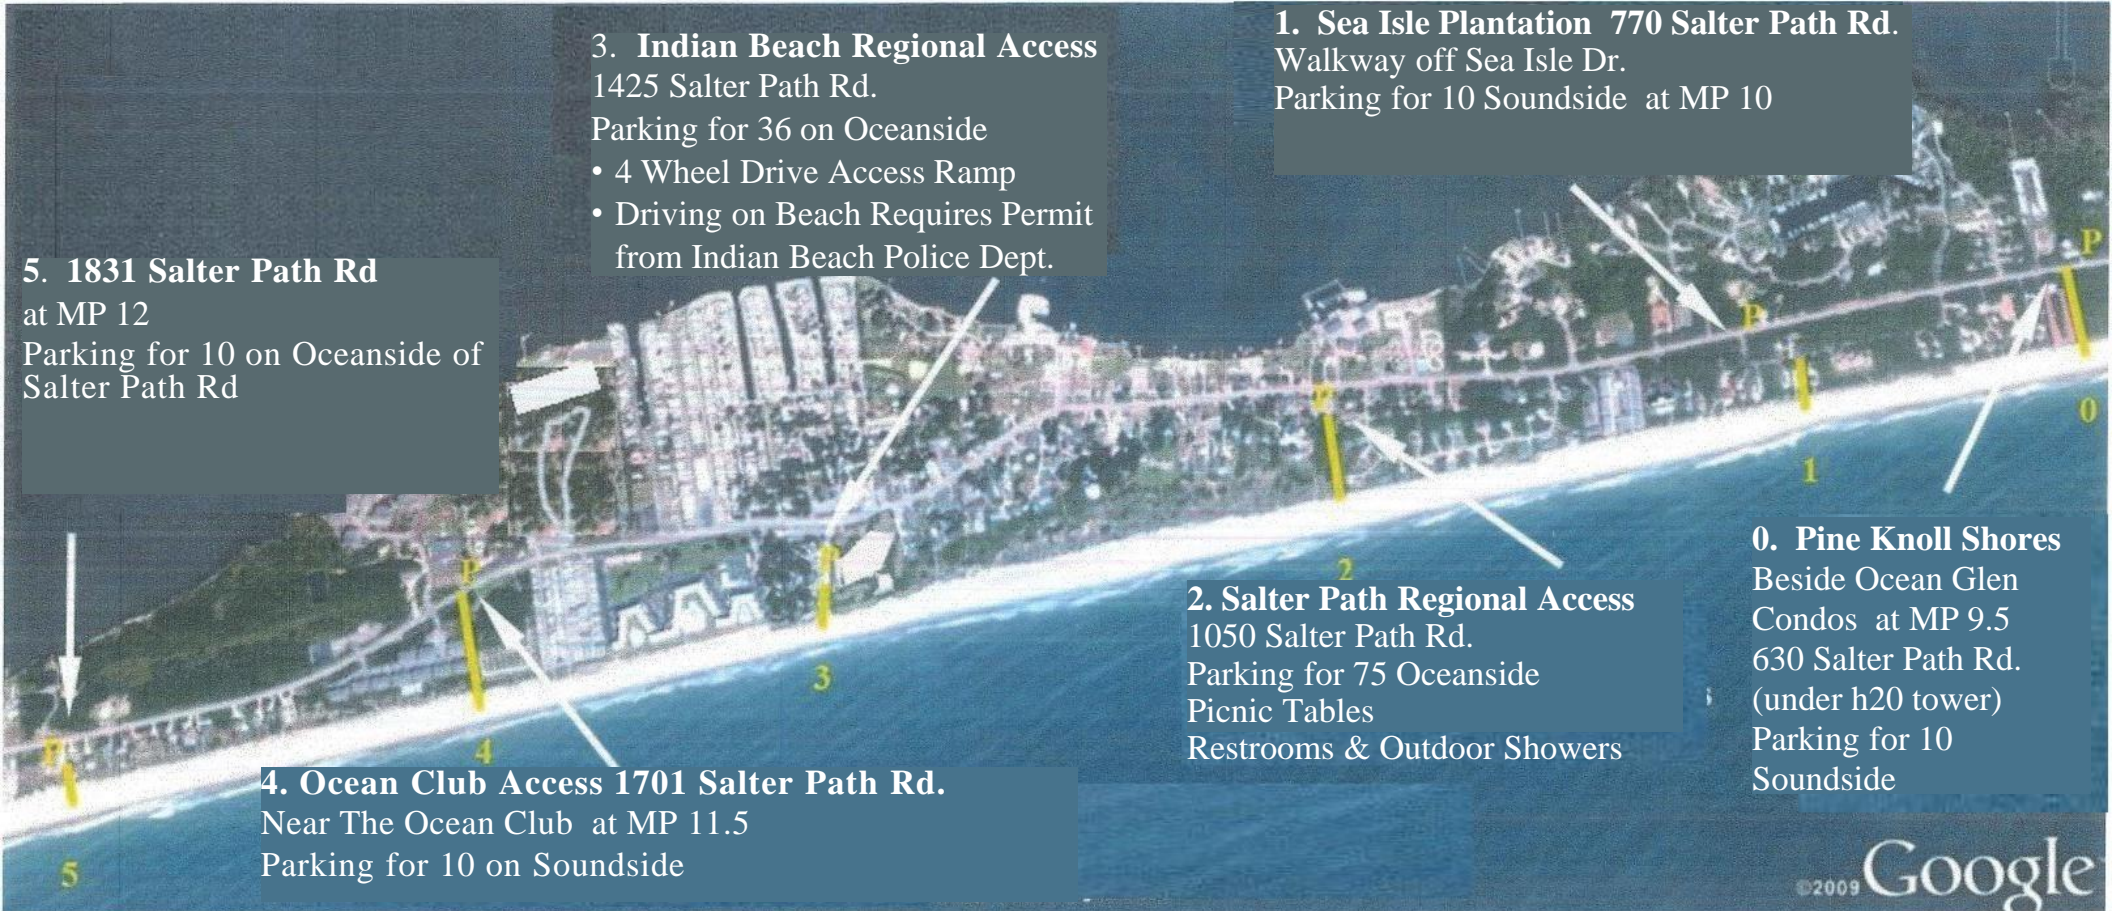 1. Sea Isle Plantation 770 Salter Path Rd.
Walkway off Sea Isle Dr.
Parking for 10 Soundside at MP 10
3. Indian Beach Regional Access
1425 Salter Path Rd.
Parking for 36 on Oceanside
• 4 Wheel Drive Access Ramp
• Driving on Beach Requires Permit
from Indian Beach Police Dept.
5. 1831 Salter Path Rd
at MP 12
Parking for 10 on Oceanside of
Salter Path Rd
P
P
P
P
P
P
0
1
2
3
4
5
0. Pine Knoll Shores
Beside Ocean Glen
Condos at MP 9.5
630 Salter Path Rd.
(under h20 tower)
Parking for 10
Soundside
2. Salter Path Regional Access
1050 Salter Path Rd.
Parking for 75 Oceanside
Picnic Tables
Restrooms & Outdoor Showers
4. Ocean Club Access 1701 Salter Path Rd.
Near The Ocean Club at MP 11.5
Parking for 10 on Soundside
©2009 Google